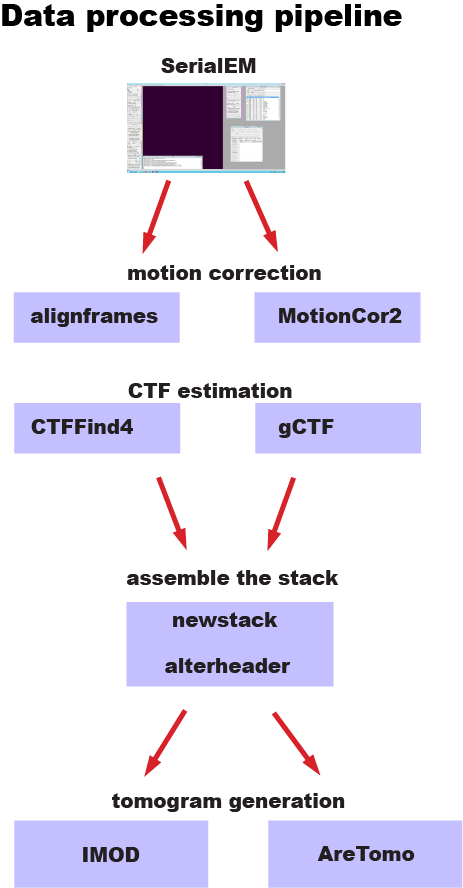 Data processing pipeline
SerialEM
motion correction
alignframes
MotionCor2
CTF estimation
CTFFind4
gCTF
assemble the stack
newstack
alterheader
tomogram generation
IMOD
AreTomo